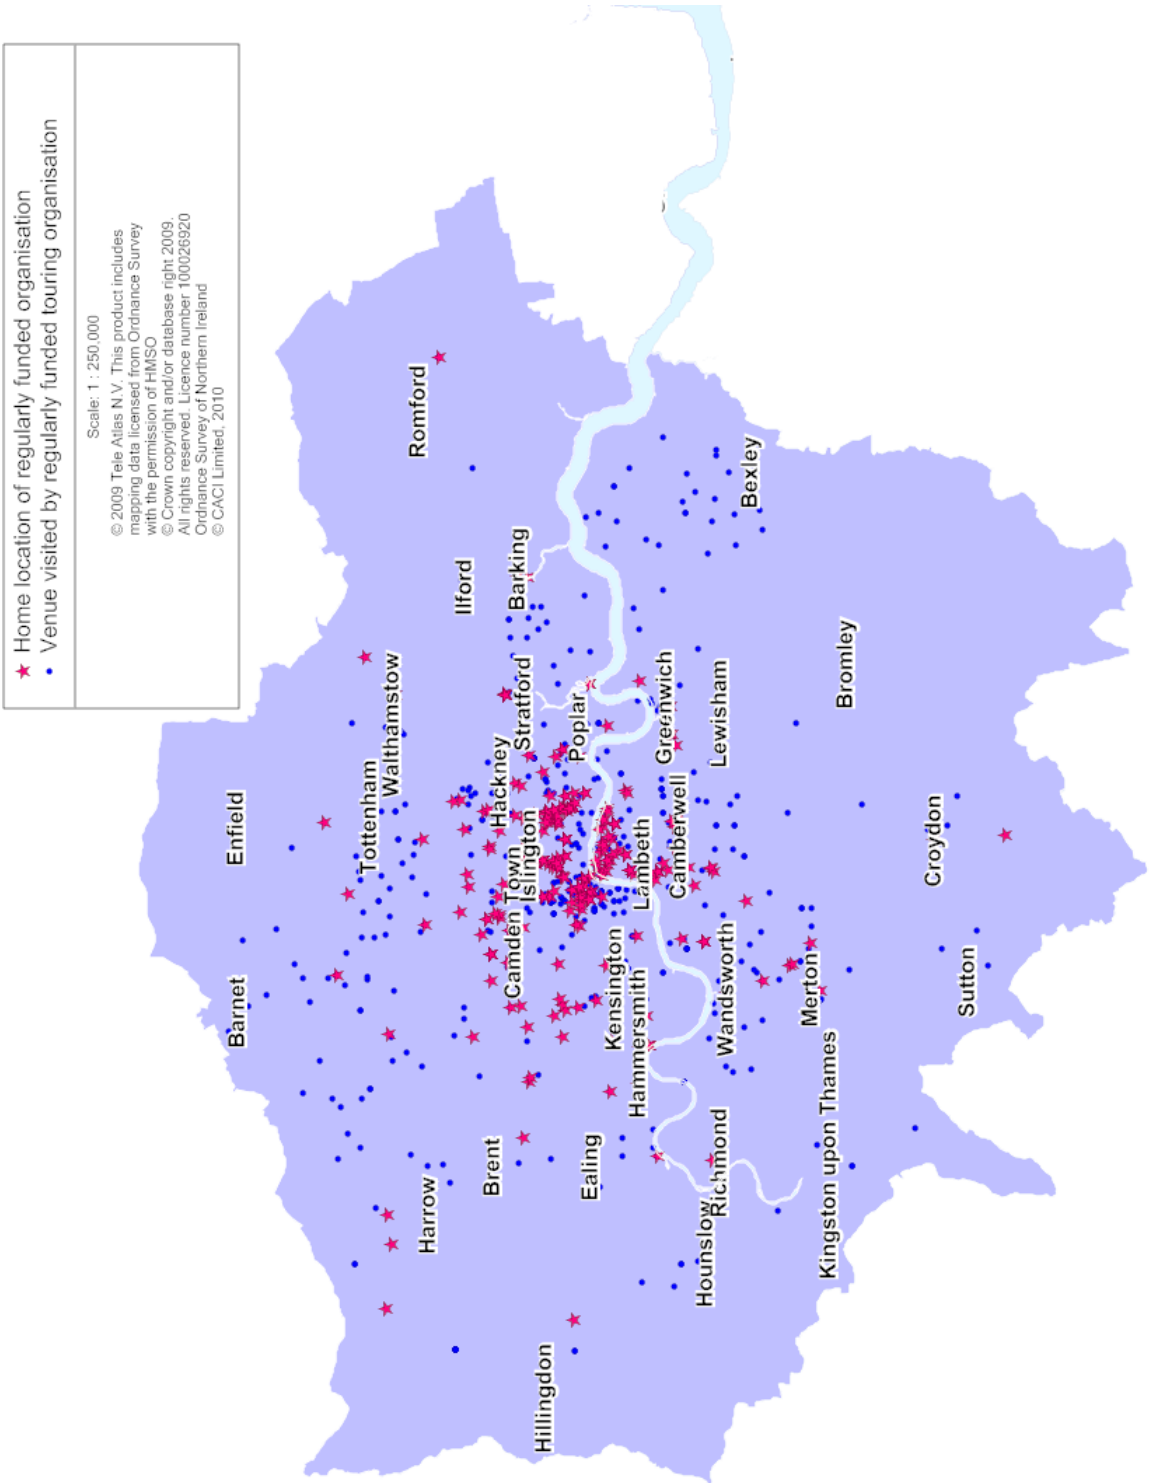 Home location of regularly funded organisation
Venue visited by regularly funded touring organisation
Scale: 1 : 250,000
© 2009 Tele Atlas N.V. This product includes
mapping data licensed from Ordnance Survey
with the permission of HMSO
© Crown copyright and/or database right 2009.
All rights reserved. Licence number 100026920
Ordnance Survey of Northern Ireland
© CACI Limited, 2010
Enfield
Barnet
Tottenham
Walthamstow
Romford
Harrow
Ilford
Brent
Hackney
Camden Town
Islington
Stratford
Barking
Hillingdon
Ealing
Poplar
Kensington
Hammersmith
Lambeth
Greenwich
Camberwell
Hounslow
Richmond
Wandsworth
Lewisham
Bexley
Merton
Kingston upon Thames
Bromley
Croydon
Sutton